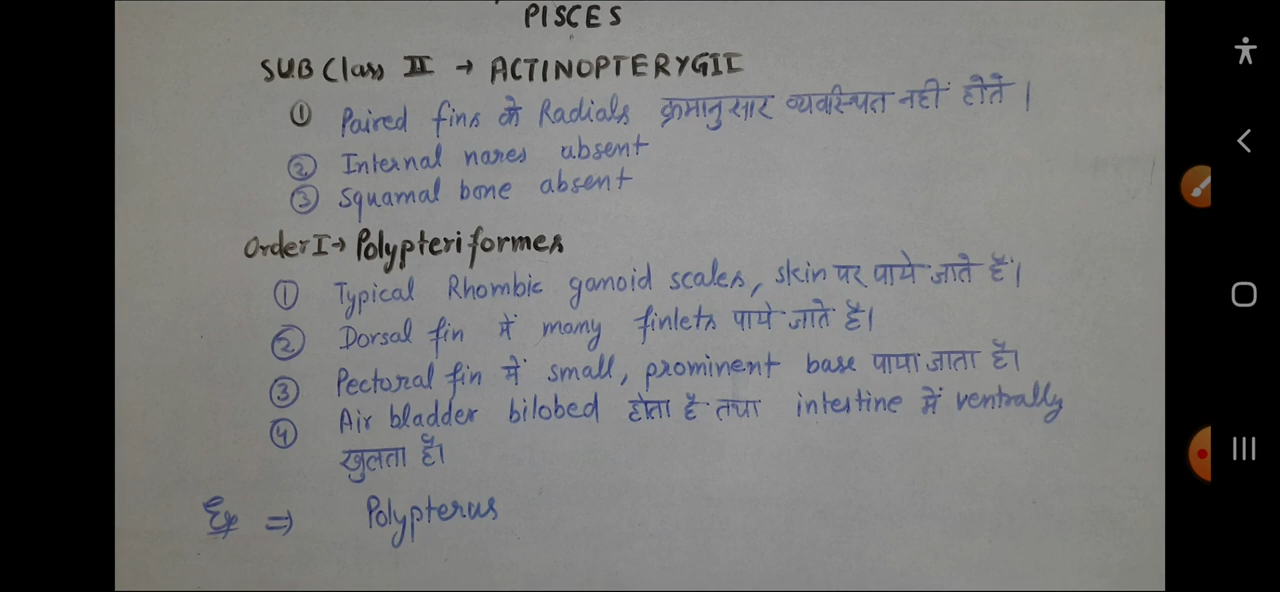 PISCES
SUB Class II → ACTINOPTERYGII
① Paired fins के Radials क्रमानुसार व्यवस्थित नहीं होते।
② Internal nares absent
③ Squamal bone absent
Order I → Polypteriformes
① Typical Rhombic ganoid scales, skin पर पाये जाते हैं।
② Dorsal fin में many finlets पाये जाते है।
③ Pectoral fin में small, prominent base पाया जाता है।
④ Air bladder bilobed होता है तथा intestine में ventrally
खुलता है।
Ex ⇒ Polypterus